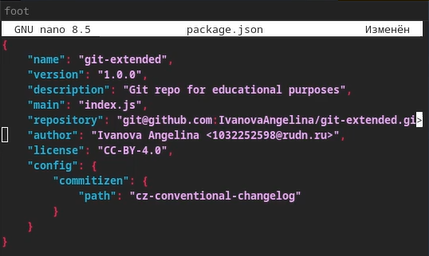 foot
GNU nano 8.5 package.json Изменён
{
    "name": "git-extended",
    "version": "1.0.0",
    "description": "Git repo for educational purposes",
    "main": "index.js",
    "repository": "git@github.com:IvanovaAngelina/git-extended.gi>
    "author": "Ivanova Angelina <1032252598@rudn.ru>",
    "license": "CC-BY-4.0",
    "config": {
        "commitizen": {
            "path": "cz-conventional-changelog"
        }
    }
}